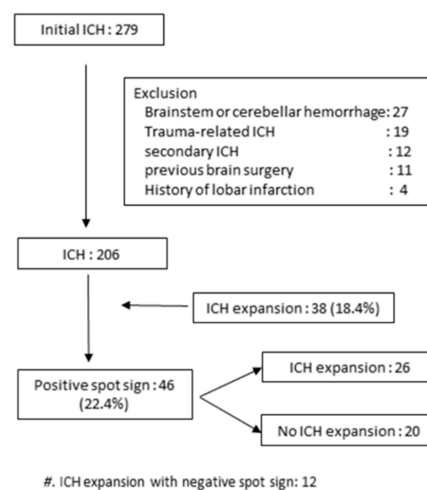 Initial ICH : 279
Exclusion
Brainstem or cerebellar hemorrhage: 27
Trauma-related ICH : 19
secondary ICH : 12
previous brain surgery : 11
History of lobar infarction : 4
ICH : 206
ICH expansion : 38 (18.4%)
Positive spot sign : 46
(22.4%)
ICH expansion : 26
No ICH expansion : 20
#. ICH expansion with negative spot sign: 12